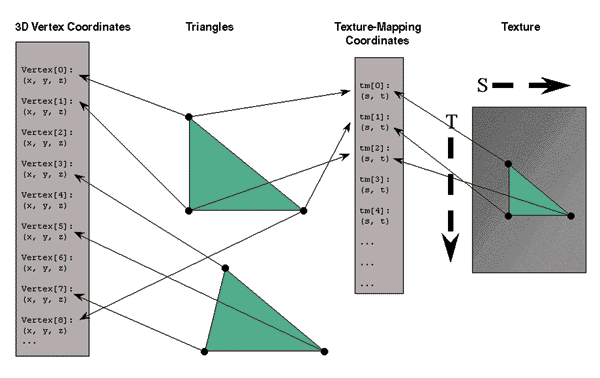 3D Vertex Coordinates
Triangles
Texture-Mapping
Coordinates
Texture
Vertex[0]:
(x, y, z)
Vertex[1]:
(x, y, z)
Vertex[2]:
(x, y, z)
Vertex[3]:
(x, y, z)
Vertex[4]:
(x, y, z)
Vertex[5]:
(x, y, z)
Vertex[6]:
(x, y, z)
Vertex[7]:
(x, y, z)
Vertex[8]:
(x, y, z)
...
tm[0]:
(s, t)
tm[1]:
(s, t)
tm[2]:
(s, t)
tm[3]:
(s, t)
tm[4]:
(s, t)
...
...
...
S
T